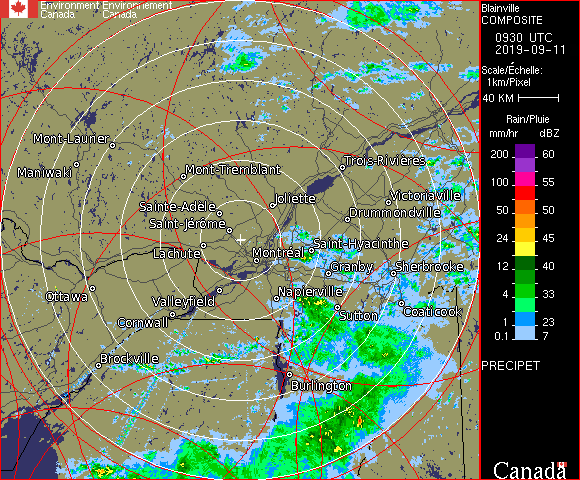 Environment Environnement
Canada Canada
Blainville
COMPOSITE
0930 UTC
2019-09-11
Scale/Échelle:
1km/Pixel
40 KM
Rain/Pluie
mm/hr dBZ
200 60
100 55
50 50
24 45
12 40
4 33
1 23
0.1 7
PRECIPET
Canada
Mont-Laurier
Maniwaki
Mont-Tremblant
Trois-Rivières
Joliette
Victoriaville
Sainte-Adèle
Drummondville
Saint-Jérôme
Lachute
Montréal
Saint-Hyacinthe
Granby
Sherbrooke
Ottawa
Valleyfield
Napierville
Coaticook
Cornwall
Sutton
Brockville
Burlington